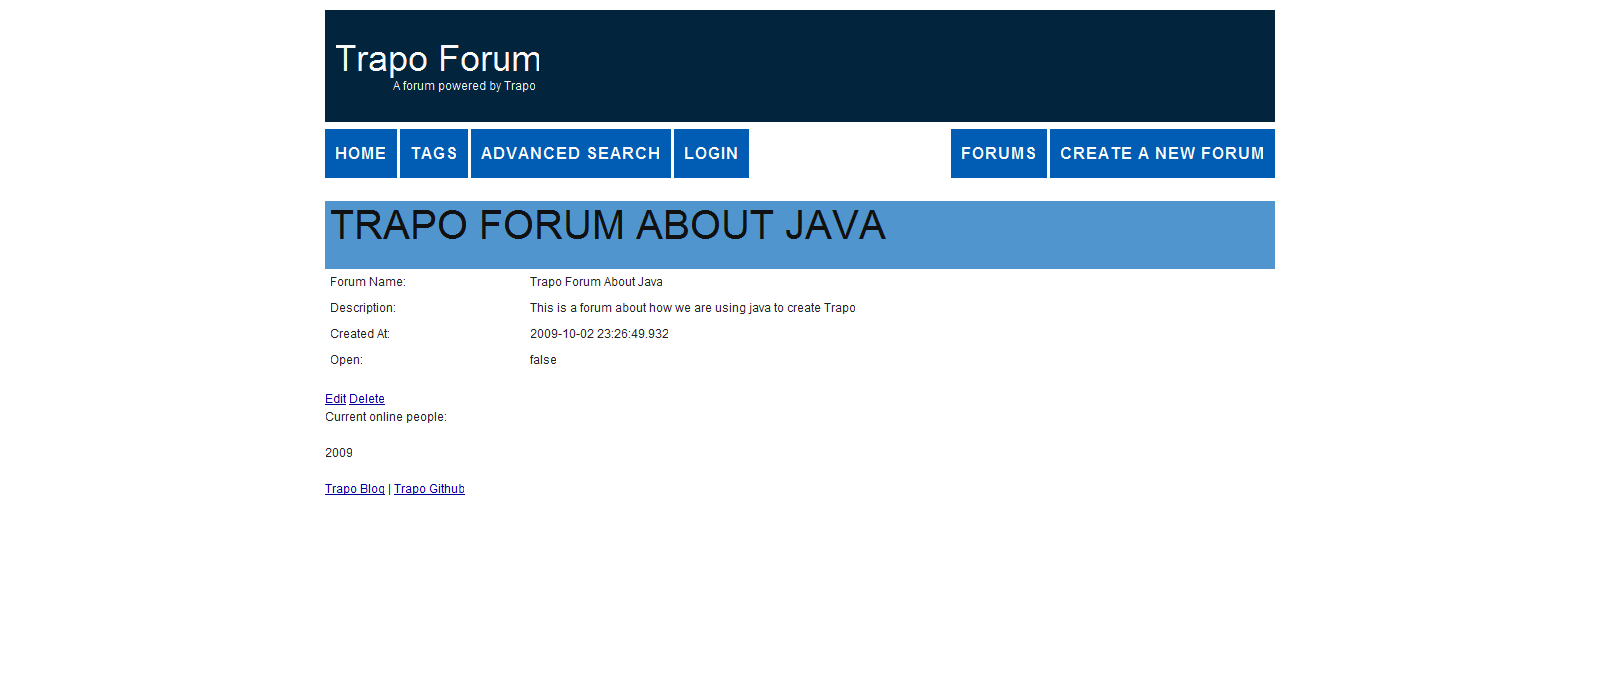 Trapo Forum
A forum powered by Trapo
HOME TAGS ADVANCED SEARCH LOGIN FORUMS CREATE A NEW FORUM
TRAPO FORUM ABOUT JAVA
Forum Name: Trapo Forum About Java
Description: This is a forum about how we are using java to create Trapo
Created At: 2009-10-02 23:26:49.932
Open: false
Edit Delete
Current online people:
2009
Trapo Blog | Trapo Github